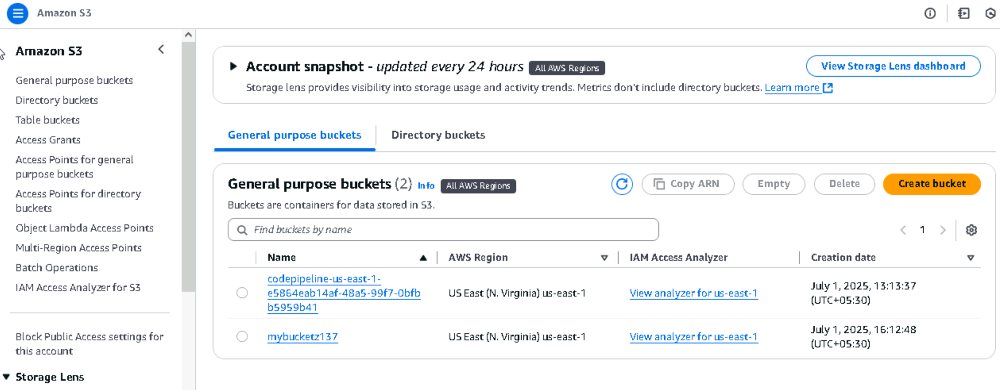 Amazon S3
Amazon S3
General purpose buckets
Directory buckets
Table buckets
Access Grants
Access Points for general
purpose buckets
Access Points for directory
buckets
Object Lambda Access Points
Multi-Region Access Points
Batch Operations
IAM Access Analyzer for S3
Block Public Access settings for
this account
Storage Lens
Account snapshot - updated every 24 hours All AWS Regions
View Storage Lens dashboard
Storage lens provides visibility into storage usage and activity trends. Metrics don't include directory buckets. Learn more
General purpose buckets Directory buckets
General purpose buckets (2) Info All AWS Regions
Copy ARN Empty Delete Create bucket
Buckets are containers for data stored in S3.
Find buckets by name
1
Name AWS Region IAM Access Analyzer Creation date
codepipeline-us-east-1-
e5864eab14af-48a5-99f7-0bfb
b5959b41
US East (N. Virginia) us-east-1
View analyzer for us-east-1
July 1, 2025, 13:13:37
(UTC+05:30)
mybucketz137
US East (N. Virginia) us-east-1
View analyzer for us-east-1
July 1, 2025, 16:12:48
(UTC+05:30)